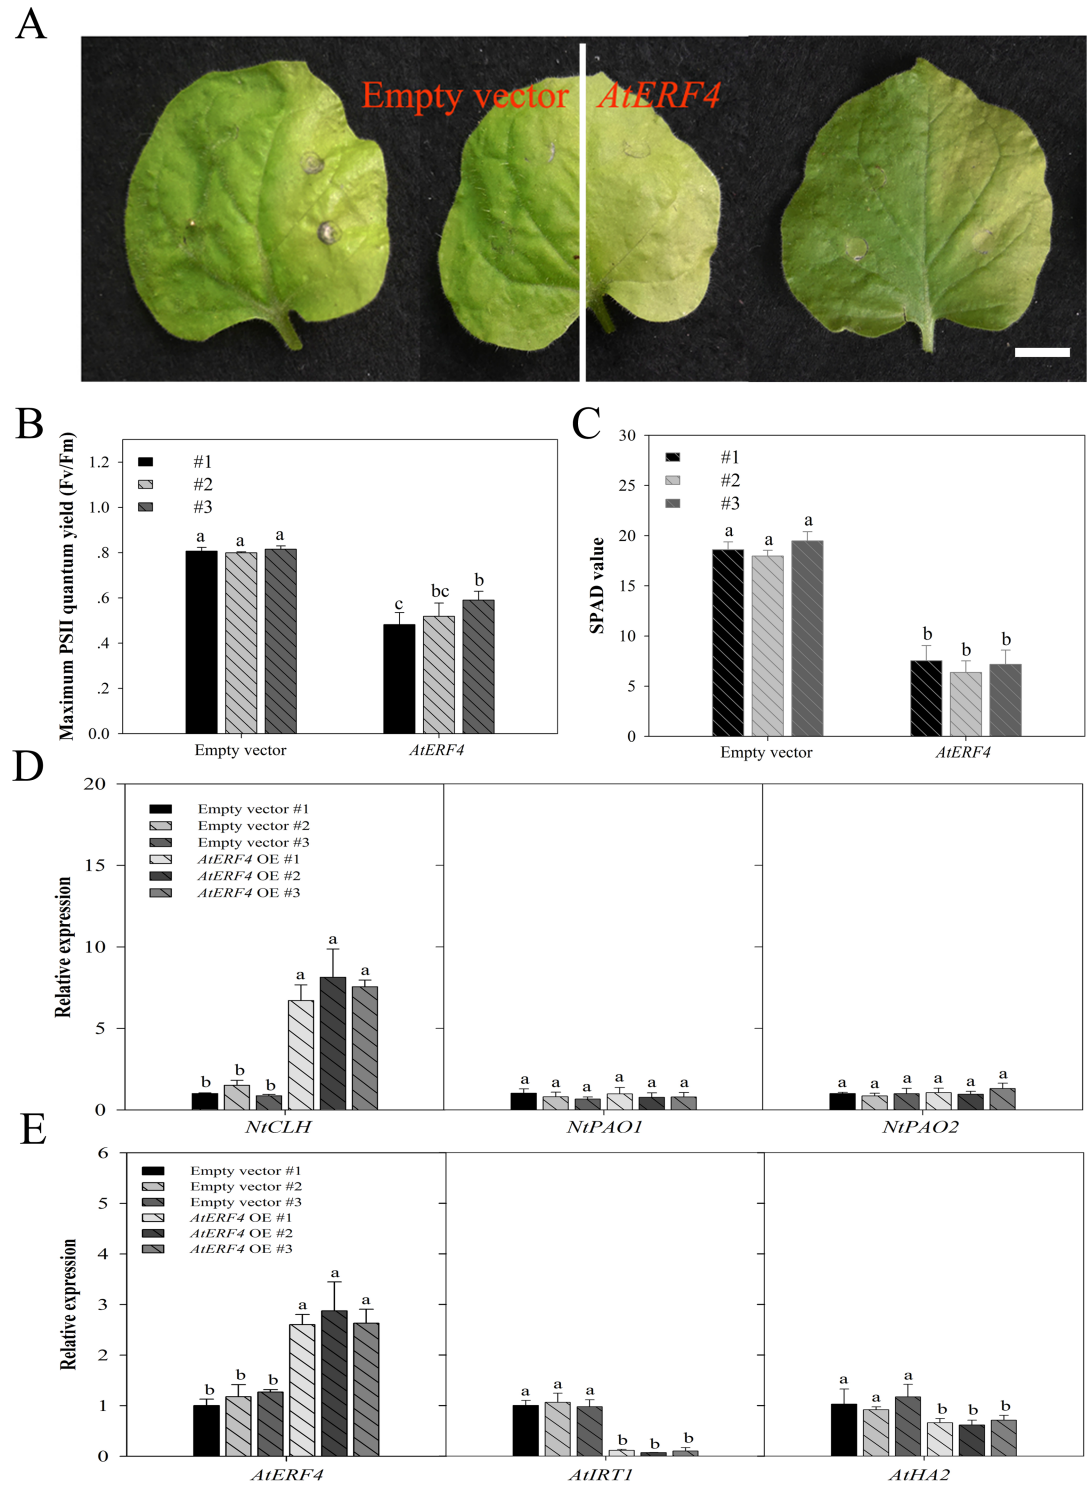 A
Empty vector AtERF4
B
Maximum PSII quantum yield (Fv/Fm)
1.2
1.0
.8
.6
.4
.2
0.0
#1
#2
#3
a a a
c bc b
Empty vector AtERF4
C
SPAD value
30
25
20
15
10
5
0
#1
#2
#3
a a a
b b b
Empty vector AtERF4
D
Relative expression
20
15
10
5
0
Empty vector #1
Empty vector #2
Empty vector #3
AtERF4 OE #1
AtERF4 OE #2
AtERF4 OE #3
b b b a a a
a a a a a a
a a a a a a
NtCLH NtPAO1 NtPAO2
E
Relative expression
6
5
4
3
2
1
0
Empty vector #1
Empty vector #2
Empty vector #3
AtERF4 OE #1
AtERF4 OE #2
AtERF4 OE #3
b b b a a a
a a a b b b
a a a b b b
AtERF4 AtIRT1 AtHA2